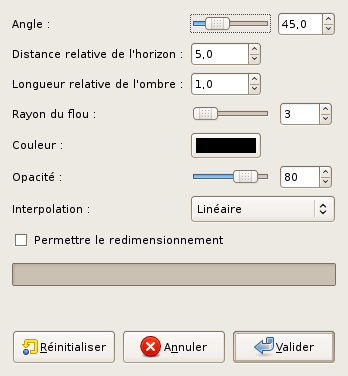 Angle : 45,0
Distance relative de l'horizon : 5,0
Longueur relative de l'ombre : 1,0
Rayon du flou : 3
Couleur :
Opacité : 80
Interpolation : Linéaire
Permettre le redimensionnement
Réinitialiser Annuler Valider